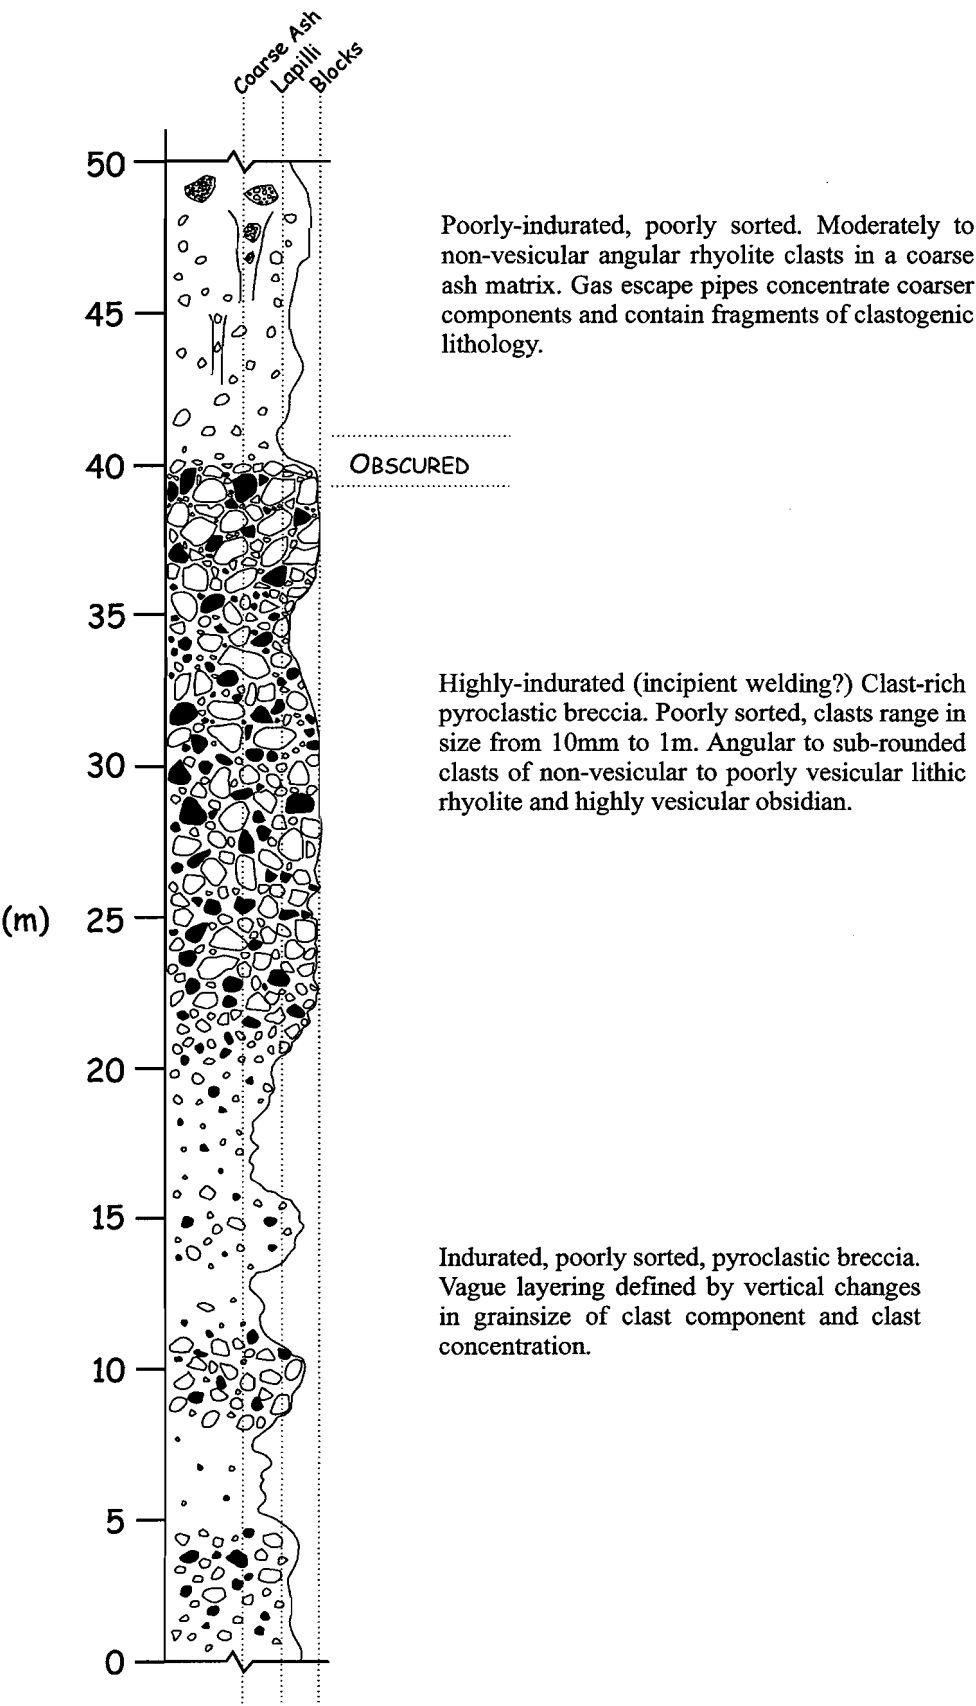 Coarse Ash
Lapilli
Blocks
50
Poorly-indurated, poorly sorted. Moderately to
non-vesicular angular rhyolite clasts in a coarse
ash matrix. Gas escape pipes concentrate coarser
components and contain fragments of clastogenic
lithology.
45
40
OBSCURED
35
Highly-indurated (incipient welding?) Clast-rich
pyroclastic breccia. Poorly sorted, clasts range in
size from 10mm to 1m. Angular to sub-rounded
clasts of non-vesicular to poorly vesicular lithic
rhyolite and highly vesicular obsidian.
30
(m)
25
20
15
Indurated, poorly sorted, pyroclastic breccia.
Vague layering defined by vertical changes
in grainsize of clast component and clast
concentration.
10
5
0